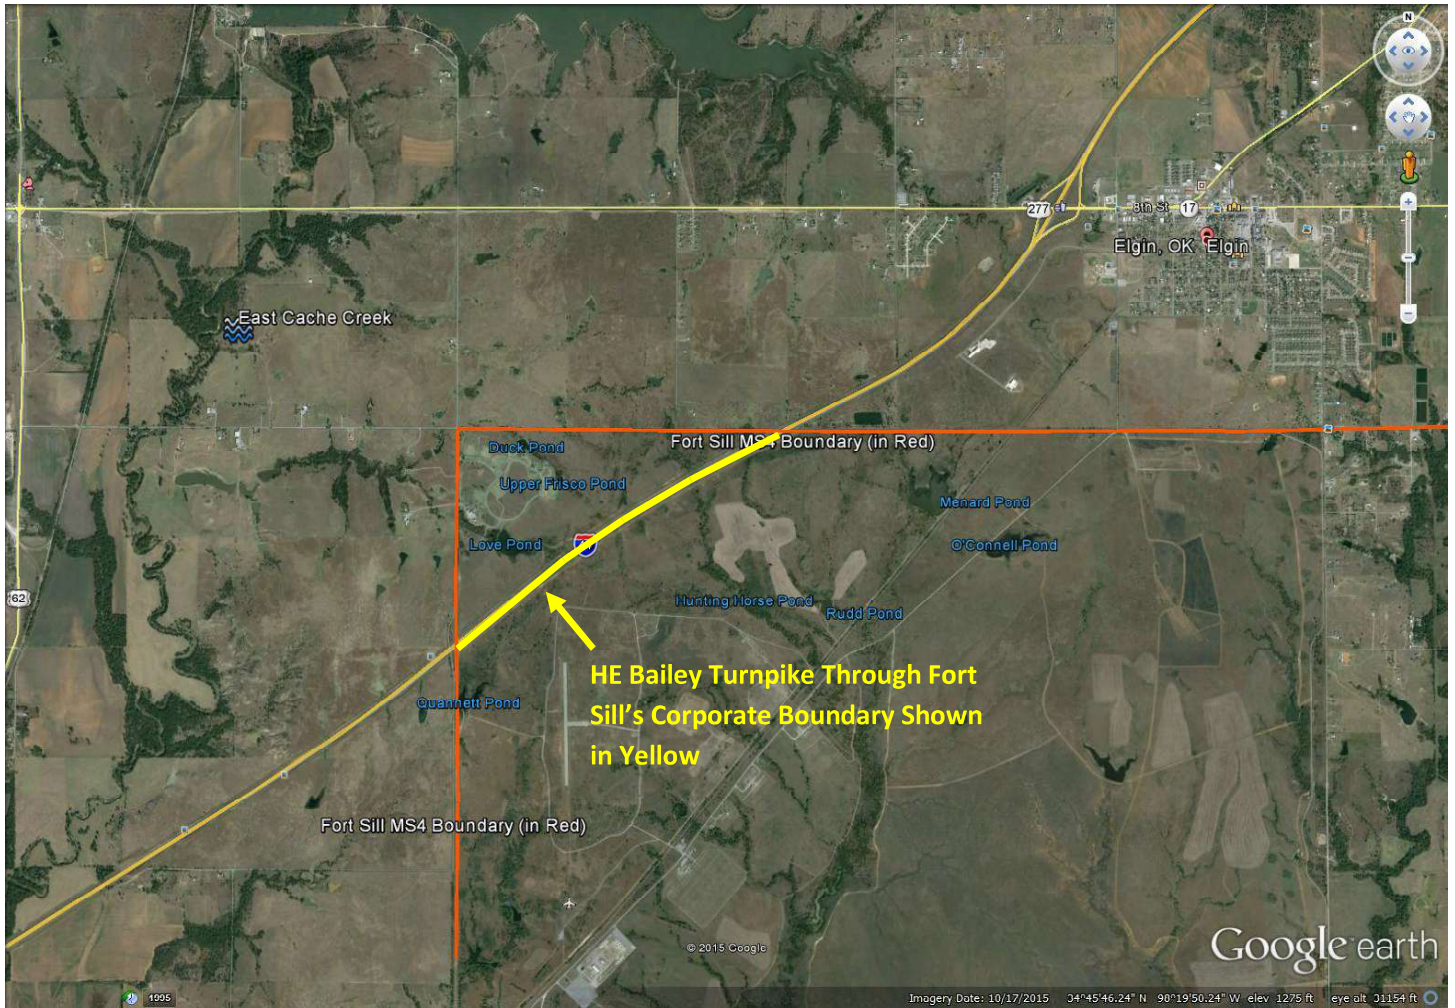 N
277
8th St
17
Elgin, OK
Elgin
East Cache Creek
Duck Pond
Fort Sill MS4 Boundary (in Red)
Upper Frisco Pond
Menard Pond
Love Pond
O'Connell Pond
62
Hunting Horse Pond
Rudd Pond
HE Bailey Turnpike Through Fort
Sill's Corporate Boundary Shown
in Yellow
Quannett Pond
Fort Sill MS4 Boundary (in Red)
© 2015 Google
Google earth
1995
Imagery Date: 10/17/2015 34°45'46.24" N 98°19'50.24" W elev 1275 ft eye alt 31154 ft